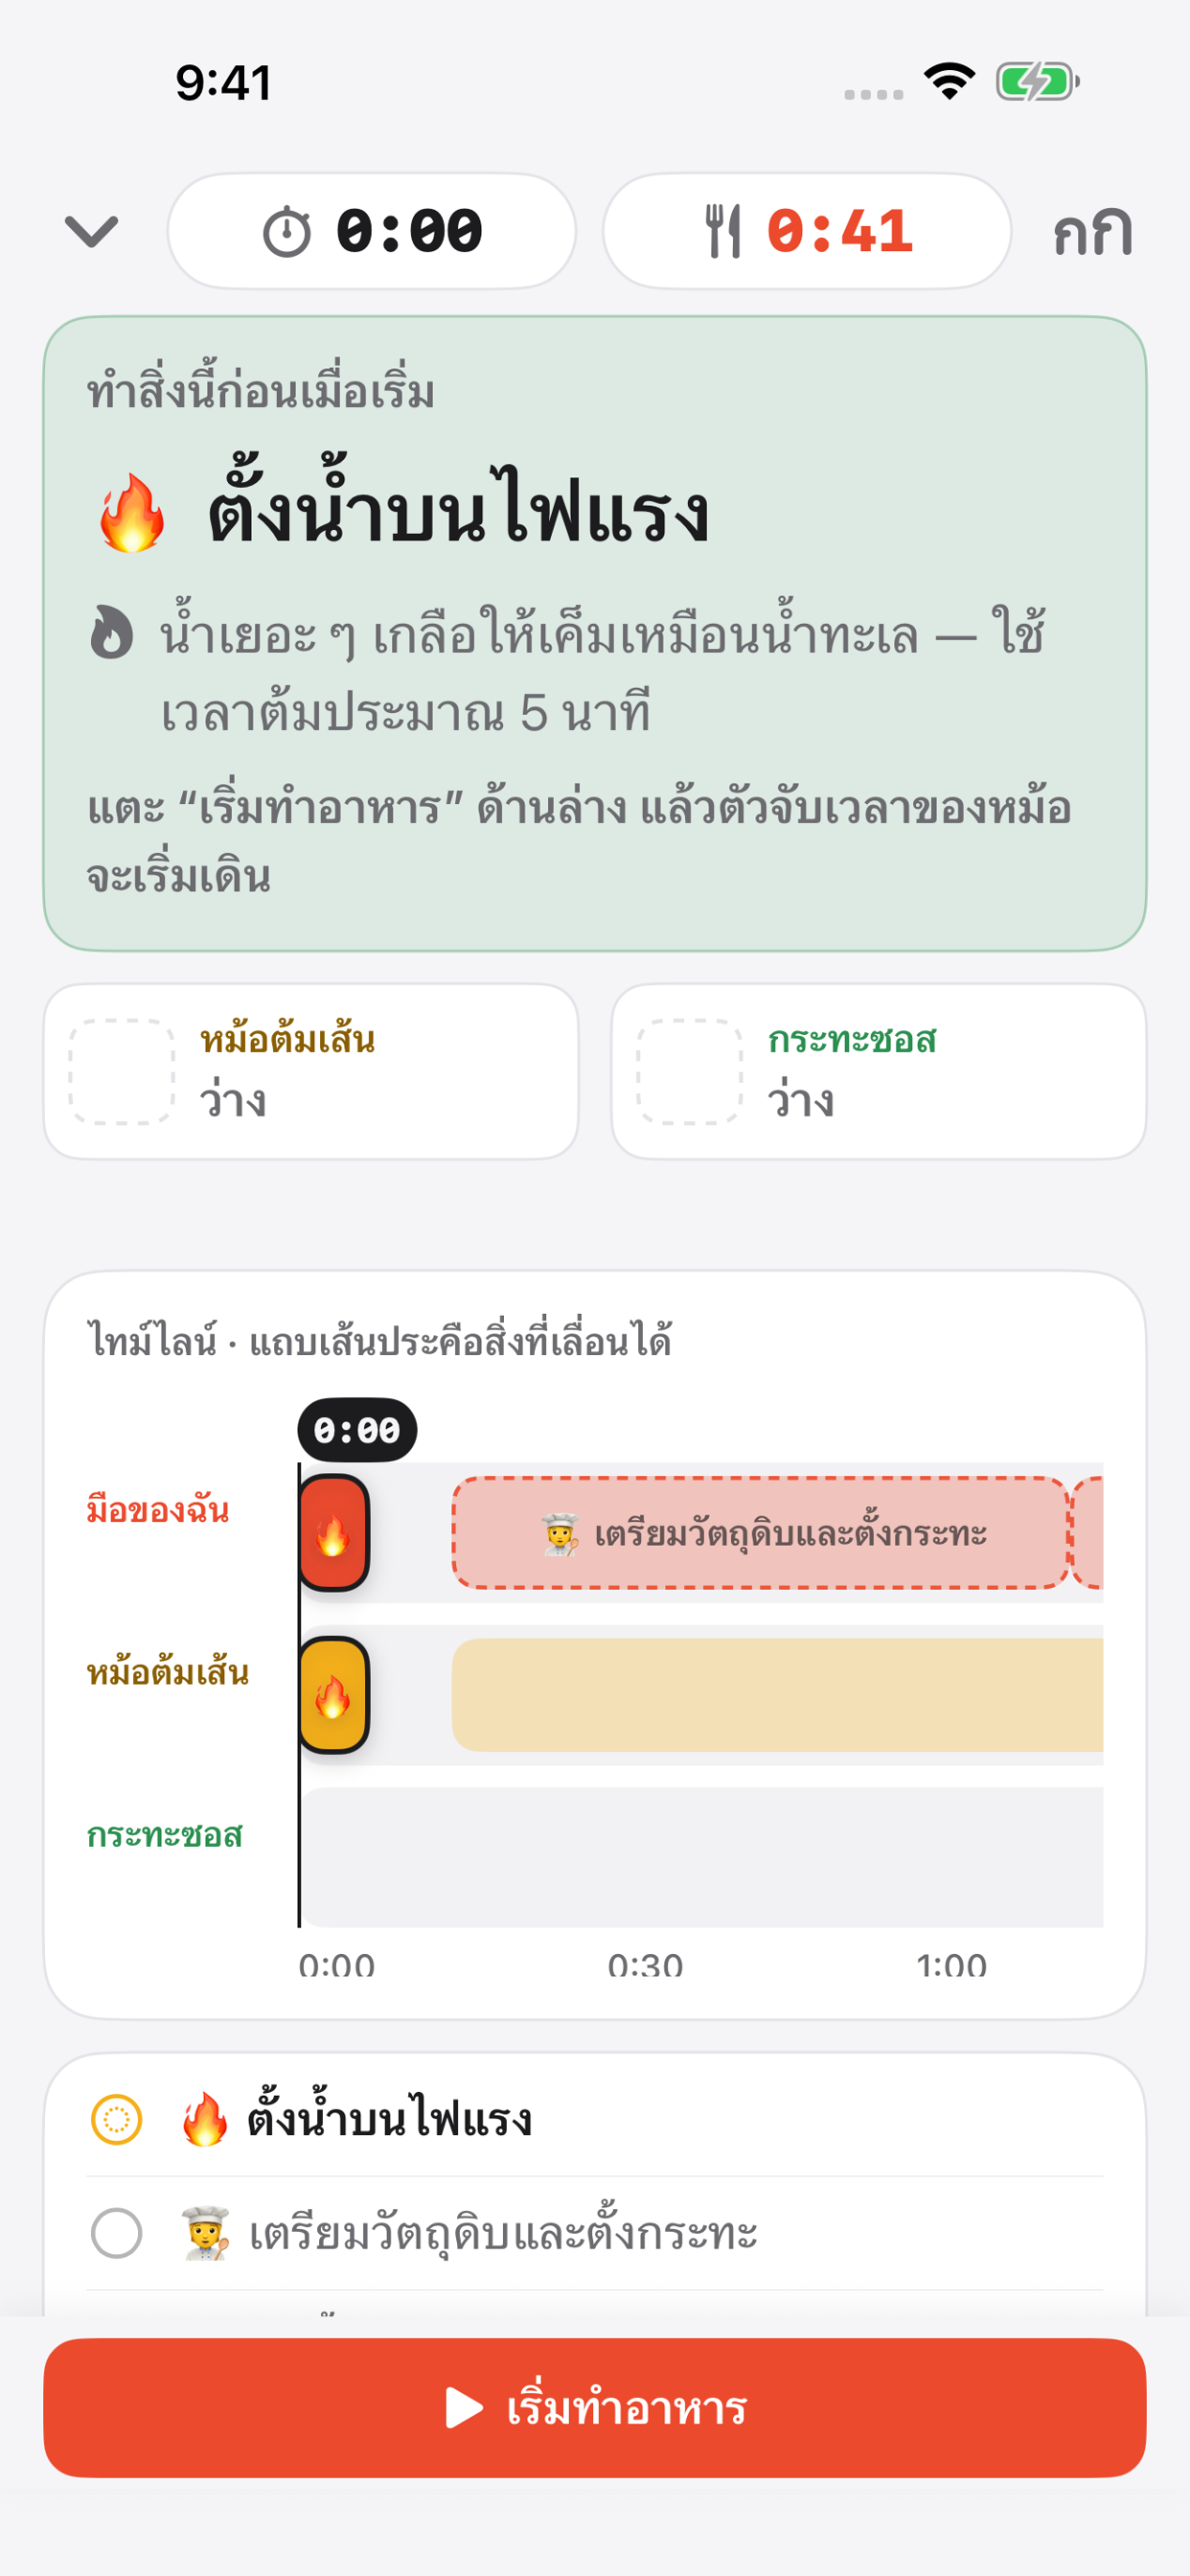 9:41
0:00
0:41
กก
ทำสิ่งนี้ก่อนเมื่อเริ่ม
ตั้งน้ำบนไฟแรง
น้ำเยอะ ๆ เกลือให้เค็มเหมือนน้ำทะเล — ใช้
เวลาต้มประมาณ 5 นาที
แตะ “เริ่มทำอาหาร” ด้านล่าง แล้วตัวจับเวลาของหม้อ
จะเริ่มเดิน
หม้อต้มเส้น
ว่าง
กระทะซอส
ว่าง
ไทม์ไลน์ · แถบเส้นประคือสิ่งที่เลื่อนได้
0:00
มือของฉัน
เตรียมวัตถุดิบและตั้งกระทะ
หม้อต้มเส้น
กระทะซอส
0:00 0:30 1:00
ตั้งน้ำบนไฟแรง
เตรียมวัตถุดิบและตั้งกระทะ
เริ่มทำอาหาร